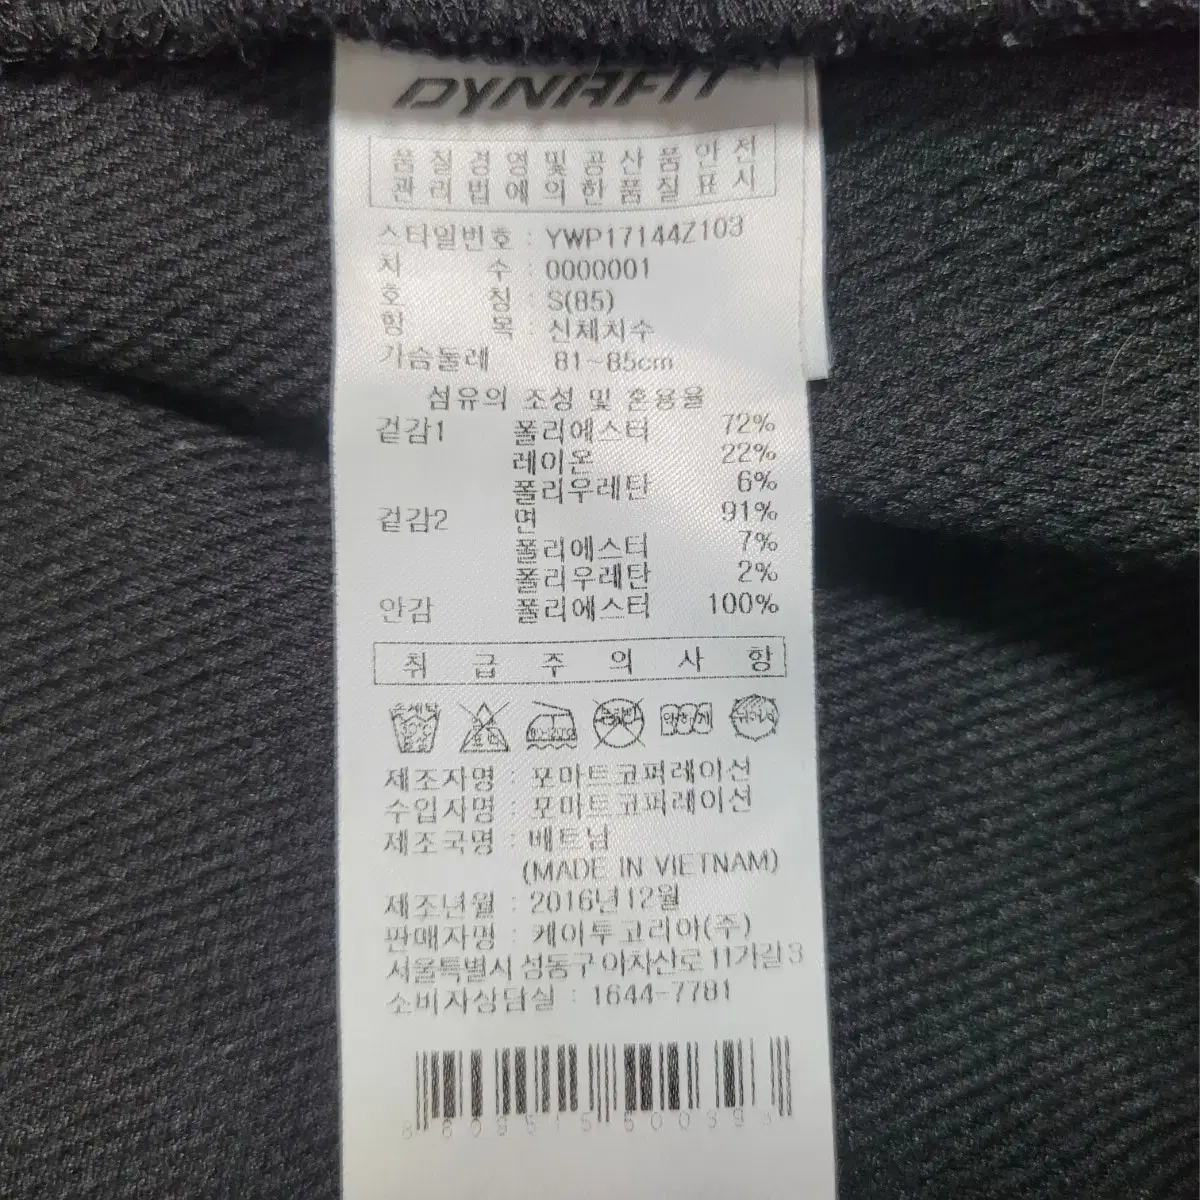 DYNAFIT
품질경영및공산품안전
관리법에의한품질표시
스타일번호 : YWP17144Z103
차 수 : 0000001
호 칭 : S(85)
항 목 : 신체치수
가슴둘레 81~85cm
섬유의 조성 및 혼용율
겉감1 폴리에스터 72%
레이온 22%
폴리우레탄 6%
겉감2 면 91%
폴리에스터 7%
폴리우레탄 2%
안감 폴리에스터 100%
취 급 주 의 사 항
손세탁
약하게
제조자명 : 포마트코퍼레이션
수입자명 : 포마트코퍼레이션
제조국명 : 베트남
(MADE IN VIETNAM)
제조년월 : 2016년12월
판매자명 : 케이투코리아(주)
서울특별시 성동구 아차산로 11가길 3
소비자상담실 : 1644-7781